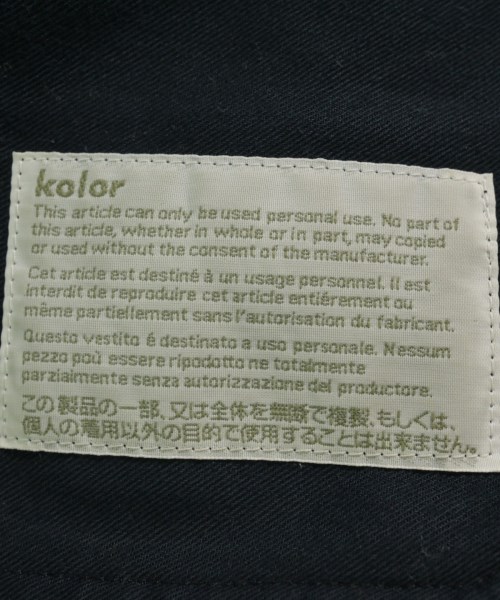 kolor
This article can only be used personal use. No part of
this article, whether in whole or in part, may copied
or used without the consent of the manufacturer.
Cet article est destiné à un usage personnel. il est
interdit de reproduire cet article entiérement ou
même partiellement sans l'autorisation du fabricant.
Questo vestito é destinato a uso personale. Nessum
pezzo poù essere ripodotto ne totalmente
parzialmente senza autorizzazione del productore.
この製品の一部、又は全体を無断で複製、もしくは、
個人の着用以外の目的で使用することは出来ません。